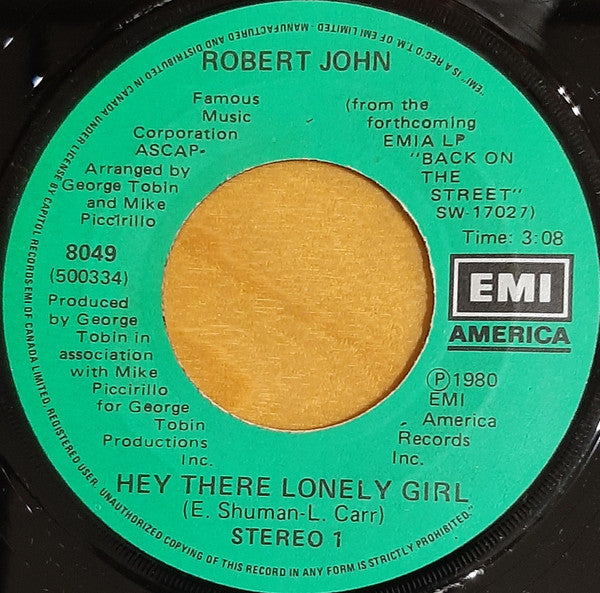 "EMI" IS A REG'D. T.M. OF EMI LIMITED - MANUFACTURED AND DISTRIBUTED IN CANADA UNDER LICENSE BY CAPITOL RECORDS EMI OF CANADA LIMITED REGISTERED USER. UNAUTHORIZED COPYING OF THIS RECORD IN ANY FORM IS STRICTLY PROHIBITED."
ROBERT JOHN
Famous
Music
Corporation
ASCAP-
Arranged by
George Tobin
and Mike
Piccirillo
8049
(500334)
Produced
by George
Tobin in
association
with Mike
Piccirillo
for George
Tobin
Productions
Inc.
(from the
forthcoming
EMIA LP
"BACK ON
THE
STREET"
SW-17027)
Time: 3:08
EMI
AMERICA
Ⓟ1980
EMI
America
Records
Inc.
HEY THERE LONELY GIRL
(E. Shuman-L. Carr)
STEREO 1